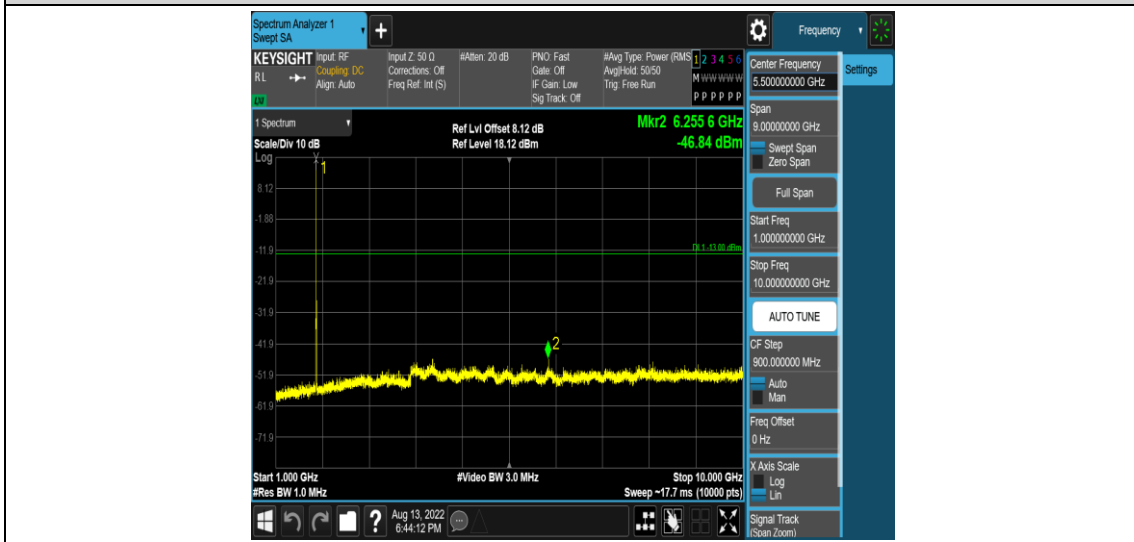 Spectrum Analyzer 1
Swept SA
+
Frequency
KEYSIGHT
RL
Input: RF
Coupling: DC
Align: Auto
Input Z: 50 Ω
Corrections: Off
Freq Ref: Int (S)
#Atten: 20 dB
PNO: Fast
Gate: Off
IF Gain: Low
Sig Track: Off
#Avg Type: Power (RMS
Avg|Hold: 50/50
Trig: Free Run
1 2 3 4 5 6
M W W W W W
P P P P P P
1 Spectrum
Scale/Div 10 dB
Log
Ref Lvl Offset 8.12 dB
Ref Level 18.12 dBm
Mkr2 6.255 6 GHz
-46.84 dBm
1
8.12
-1.88
-11.9
DL1 -13.00 dBm
-21.9
-31.9
-41.9
2
-51.9
-61.9
-71.9
Start 1.000 GHz
#Res BW 1.0 MHz
#Video BW 3.0 MHz
Stop 10.000 GHz
Sweep ~17.7 ms (10000 pts)
Aug 13, 2022
6:44:12 PM
?
Center Frequency
5.50000000 GHz
Settings
Span
9.00000000 GHz
Swept Span
Zero Span
Full Span
Start Freq
1.000000000 GHz
Stop Freq
10.000000000 GHz
AUTO TUNE
CF Step
900.000000 MHz
Auto
Man
Freq Offset
0 Hz
X Axis Scale
Log
Lin
Signal Track
(Span Zoom)